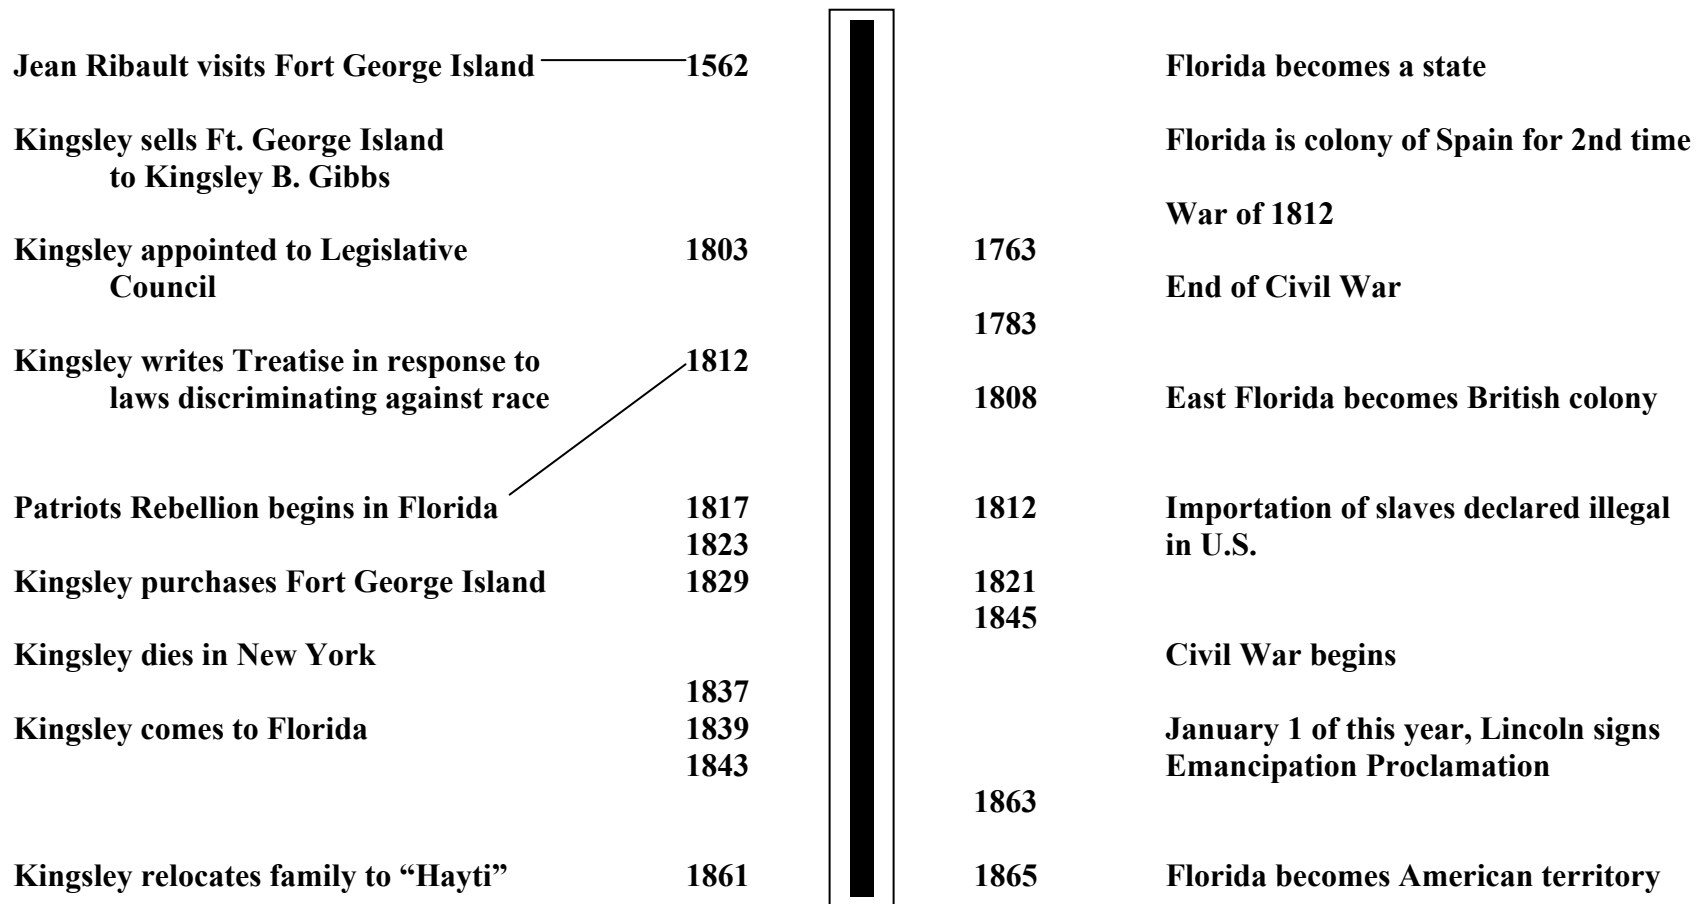 Jean Ribault visits Fort George Island 1562 Florida becomes a state
Kingsley sells Ft. George Island Florida is colony of Spain for 2nd time
to Kingsley B. Gibbs
War of 1812
Kingsley appointed to Legislative 1803 1763
Council End of Civil War
1783
Kingsley writes Treatise in response to 1812
laws discriminating against race 1808 East Florida becomes British colony
Patriots Rebellion begins in Florida 1817 1812 Importation of slaves declared illegal
1823 in U.S.
Kingsley purchases Fort George Island 1829 1821
1845
Kingsley dies in New York Civil War begins
1837
Kingsley comes to Florida 1839 January 1 of this year, Lincoln signs
1843 Emancipation Proclamation
1863
Kingsley relocates family to “Hayti” 1861 1865 Florida becomes American territory